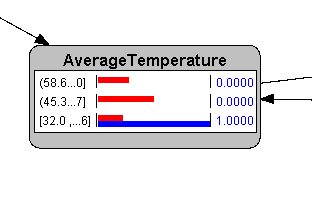 AverageTemperature
(58.6...0] 0.0000
(45.3...7] 0.0000
[32.0 ,...6] 1.0000